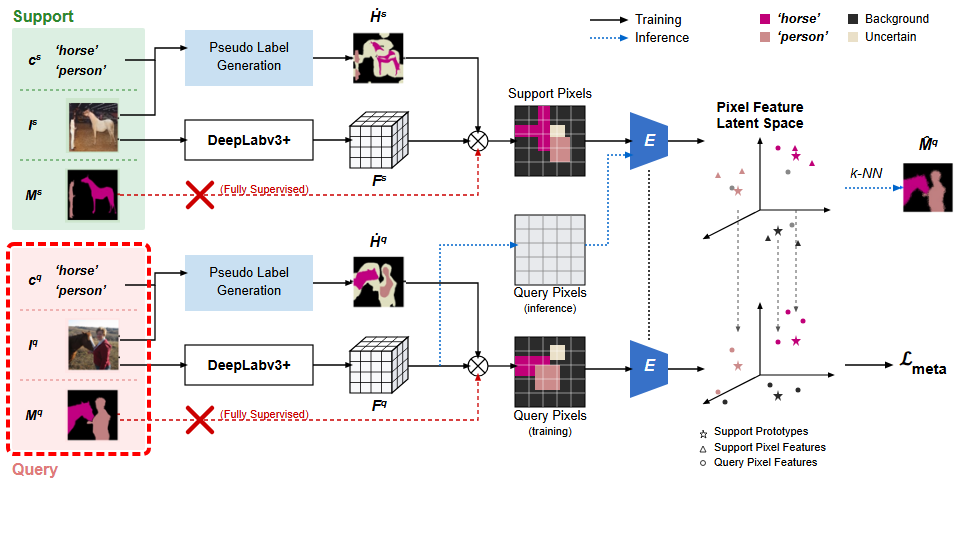 Support
Training
Inference
'horse'
'person'
Background
Uncertain
c^s
'horse'
'person'
Pseudo Label
Generation
Ḣ^s
I^s
DeepLabv3+
F^s
M^s
(Fully Supervised)
Support Pixels
E
Pixel Feature
Latent Space
k-NN
M̂^q
Query Pixels
(inference)
c^q
'horse'
'person'
Pseudo Label
Generation
Ḣ^q
I^q
DeepLabv3+
F^q
M^q
(Fully Supervised)
Query Pixels
(training)
E
ℒ_meta
Support Prototypes
Support Pixel Features
Query Pixel Features
Query